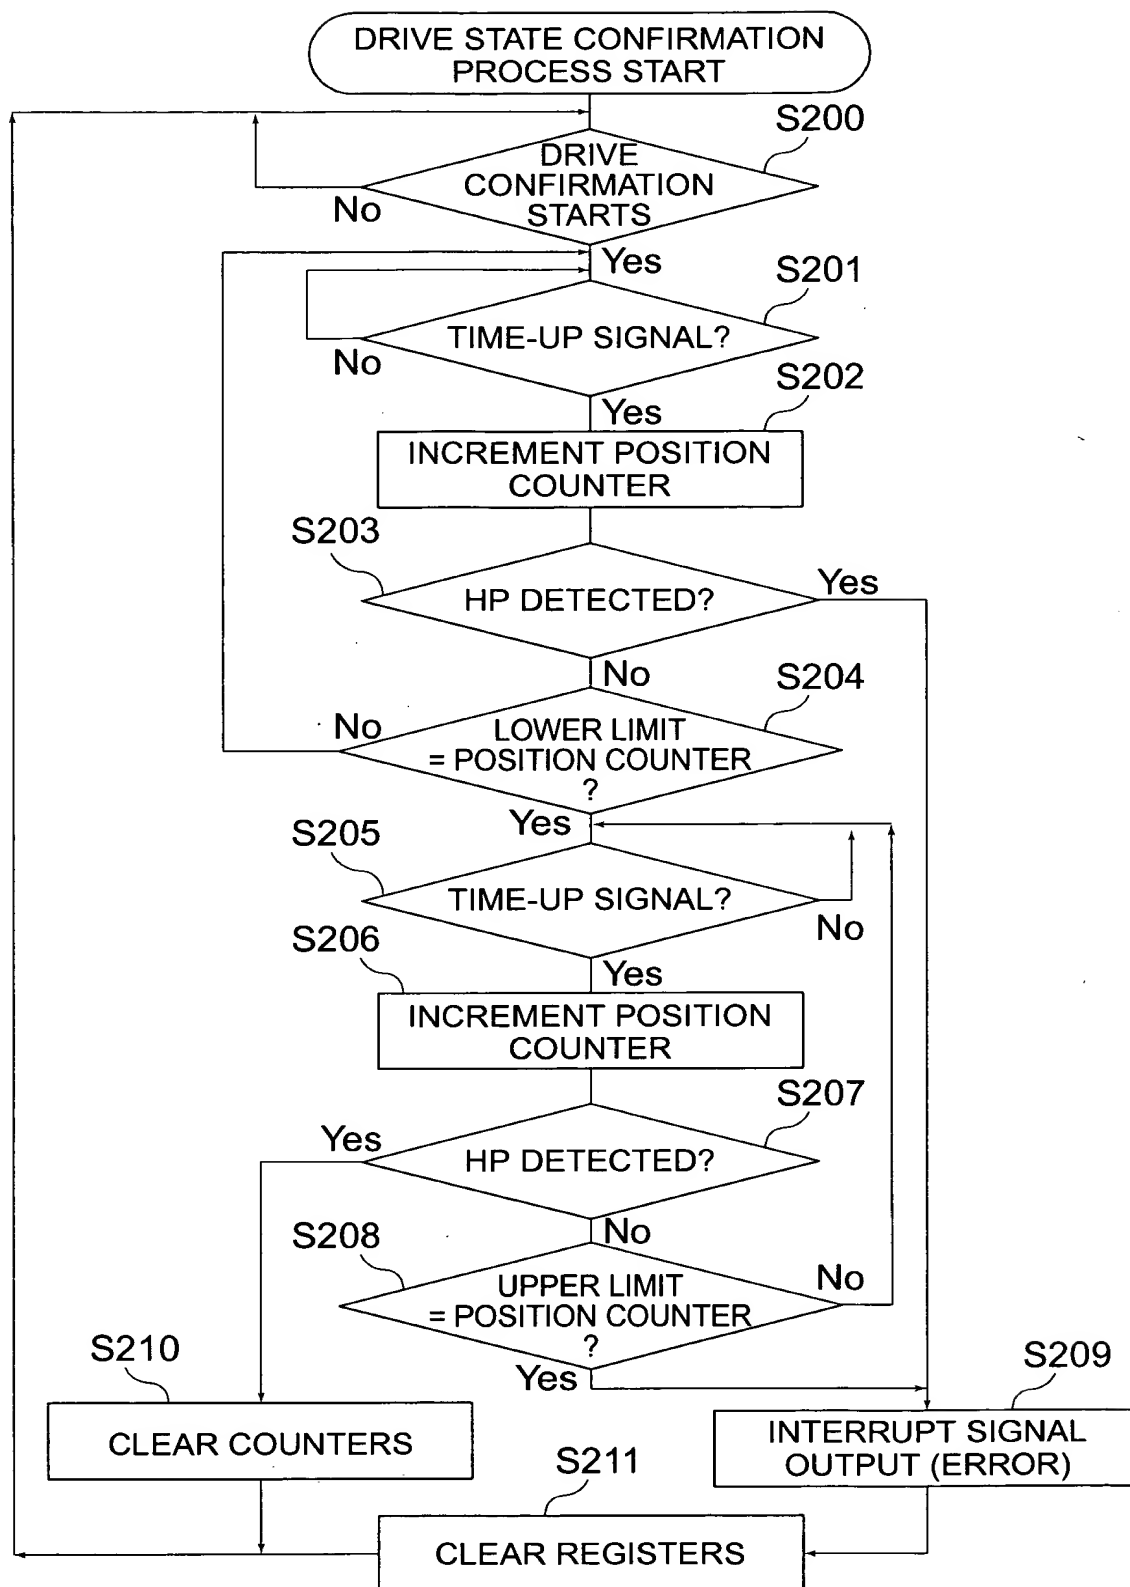 DRIVE STATE CONFIRMATION
PROCESS START
S200
DRIVE
CONFIRMATION
STARTS
No
Yes
S201
TIME-UP SIGNAL?
No
Yes
S202
INCREMENT POSITION
COUNTER
S203
HP DETECTED?
Yes
No
S204
No
LOWER LIMIT
= POSITION COUNTER
?
Yes
S205
TIME-UP SIGNAL?
No
S206
Yes
INCREMENT POSITION
COUNTER
S207
Yes
HP DETECTED?
No
S208
UPPER LIMIT
= POSITION COUNTER
?
No
Yes
S210
CLEAR COUNTERS
S209
INTERRUPT SIGNAL
OUTPUT (ERROR)
S211
CLEAR REGISTERS